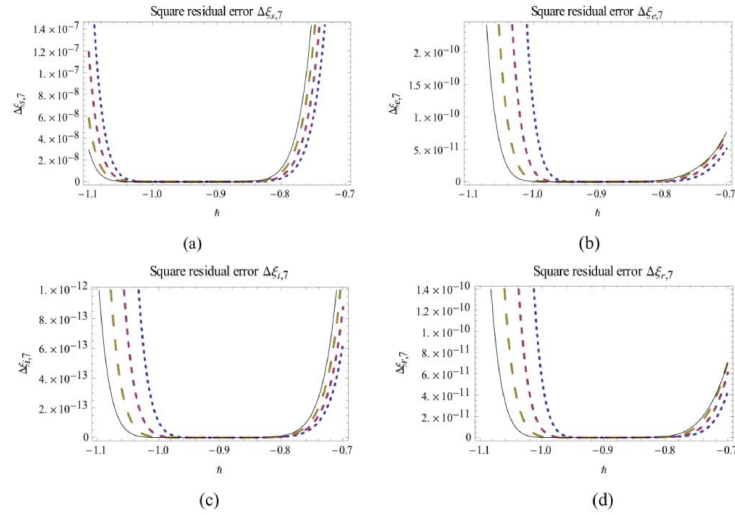 Square residual error Δξs,7
1.4 × 10-7
1.2 × 10-7
1. × 10-7
8. × 10-8
6. × 10-8
4. × 10-8
2. × 10-8
0
Δξs,7
-1.1 -1.0 -0.9 -0.8 -0.7
ℏ
(a)
Square residual error Δξe,7
2. × 10-10
1.5 × 10-10
1. × 10-10
5. × 10-11
0
Δξe,7
-1.1 -1.0 -0.9 -0.8 -0.7
ℏ
(b)
Square residual error Δξi,7
1. × 10-12
8. × 10-13
6. × 10-13
4. × 10-13
2. × 10-13
0
Δξi,7
-1.1 -1.0 -0.9 -0.8 -0.7
ℏ
(c)
Square residual error Δξr,7
1.4 × 10-10
1.2 × 10-10
1. × 10-10
8. × 10-11
6. × 10-11
4. × 10-11
2. × 10-11
0
Δξr,7
-1.1 -1.0 -0.9 -0.8 -0.7
ℏ
(d)